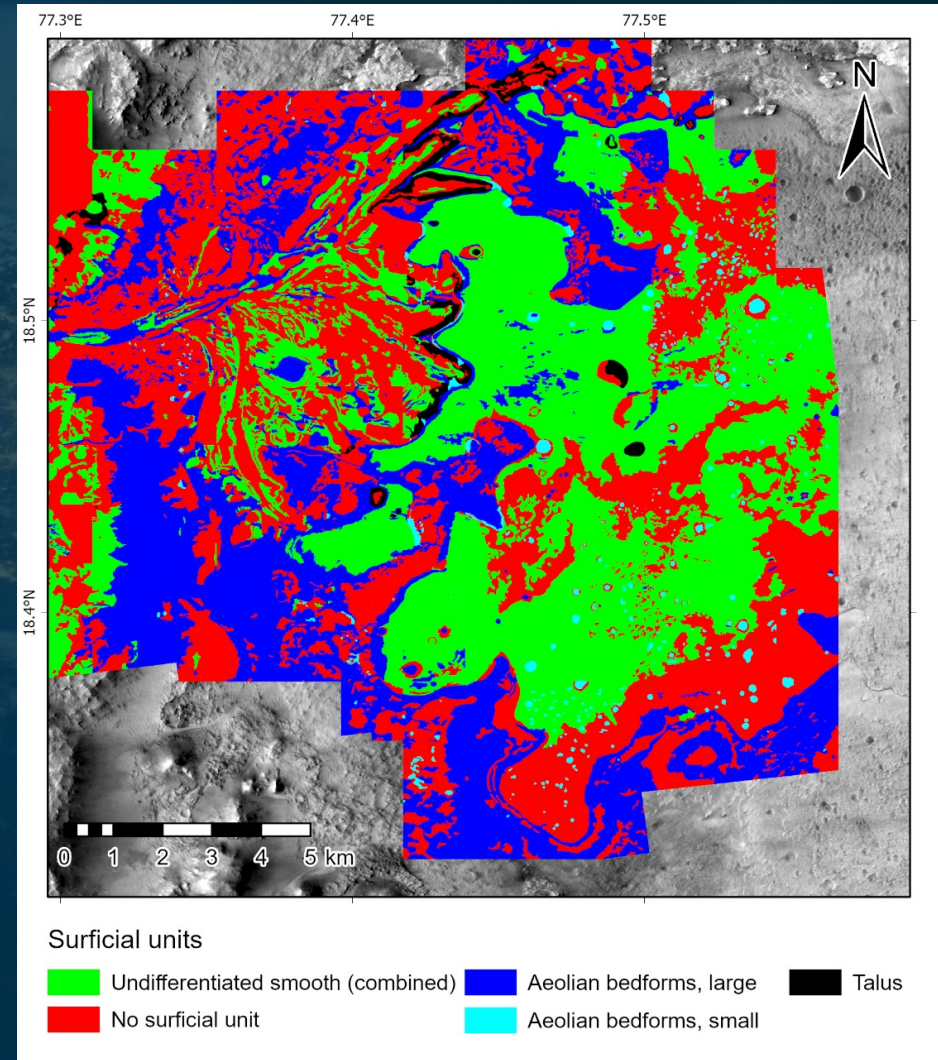 77.3°E 77.4°E 77.5°E
N
18.5°N
18.4°N
0 1 2 3 4 5 km
Surficial units
Undifferentiated smooth (combined) Aeolian bedforms, large Talus
No surficial unit Aeolian bedforms, small